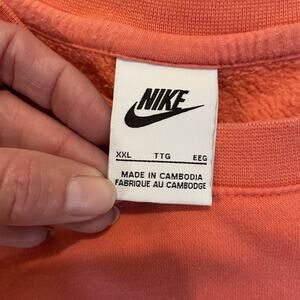 NIKE
XXL TTG EEG
MADE IN CAMBODIA
FABRIQUE AU CAMBODGE